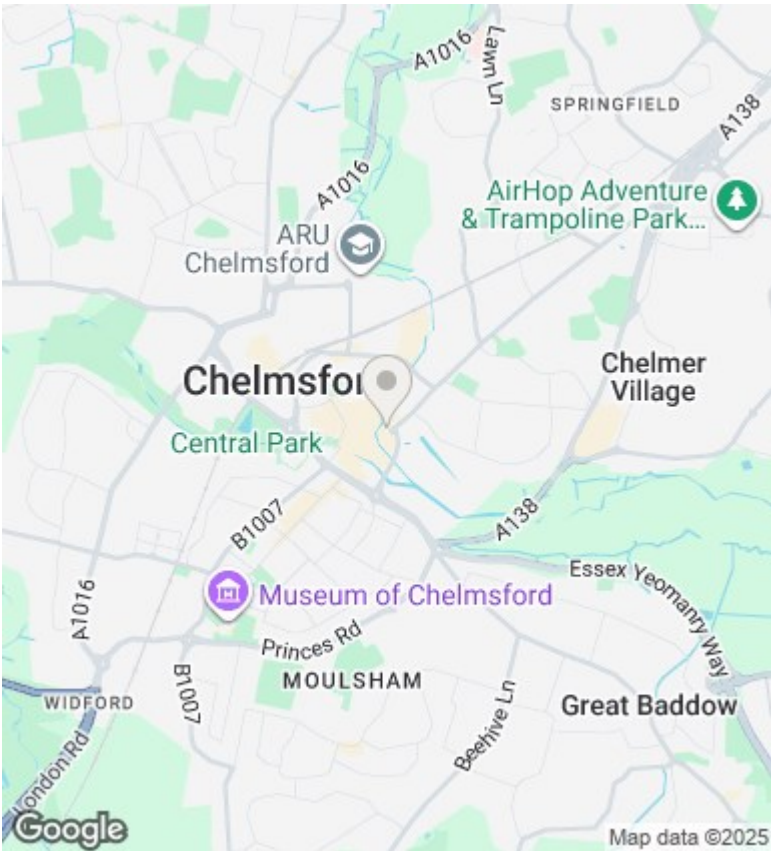 A1016
Lawn Ln
SPRINGFIELD
A138
A1016
AirHop Adventure
& Trampoline Park...
ARU
Chelmsford
Chelmsfor
Chelmer
Village
Central Park
B1007
A138
Essex Yeomanry Way
A1016
Museum of Chelmsford
Princes Rd
B1007
MOULSHAM
WIDFORD
Beehive Ln
Great Baddow
London Rd
Google
Map data ©2025